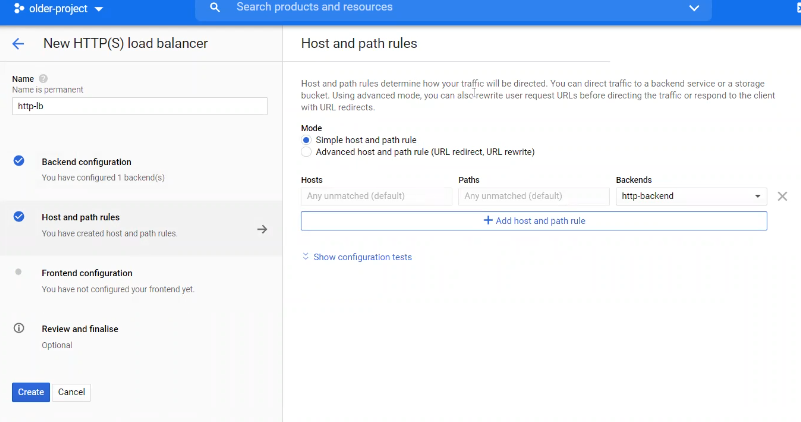 older-project
Search products and resources
New HTTP(S) load balancer
Name
Name is permanent
http-lb
Backend configuration
You have configured 1 backend(s)
Host and path rules
You have created host and path rules.
Frontend configuration
You have not configured your frontend yet.
Review and finalise
Optional
Create Cancel
Host and path rules
Host and path rules determine how your traffic will be directed. You can direct traffic to a backend service or a storage
bucket. Using advanced mode, you can also rewrite user request URLs before directing the traffic or respond to the client
with URL redirects.
Mode
Simple host and path rule
Advanced host and path rule (URL redirect, URL rewrite)
Hosts Paths Backends
Any unmatched (default) Any unmatched (default) http-backend
+ Add host and path rule
Show configuration tests